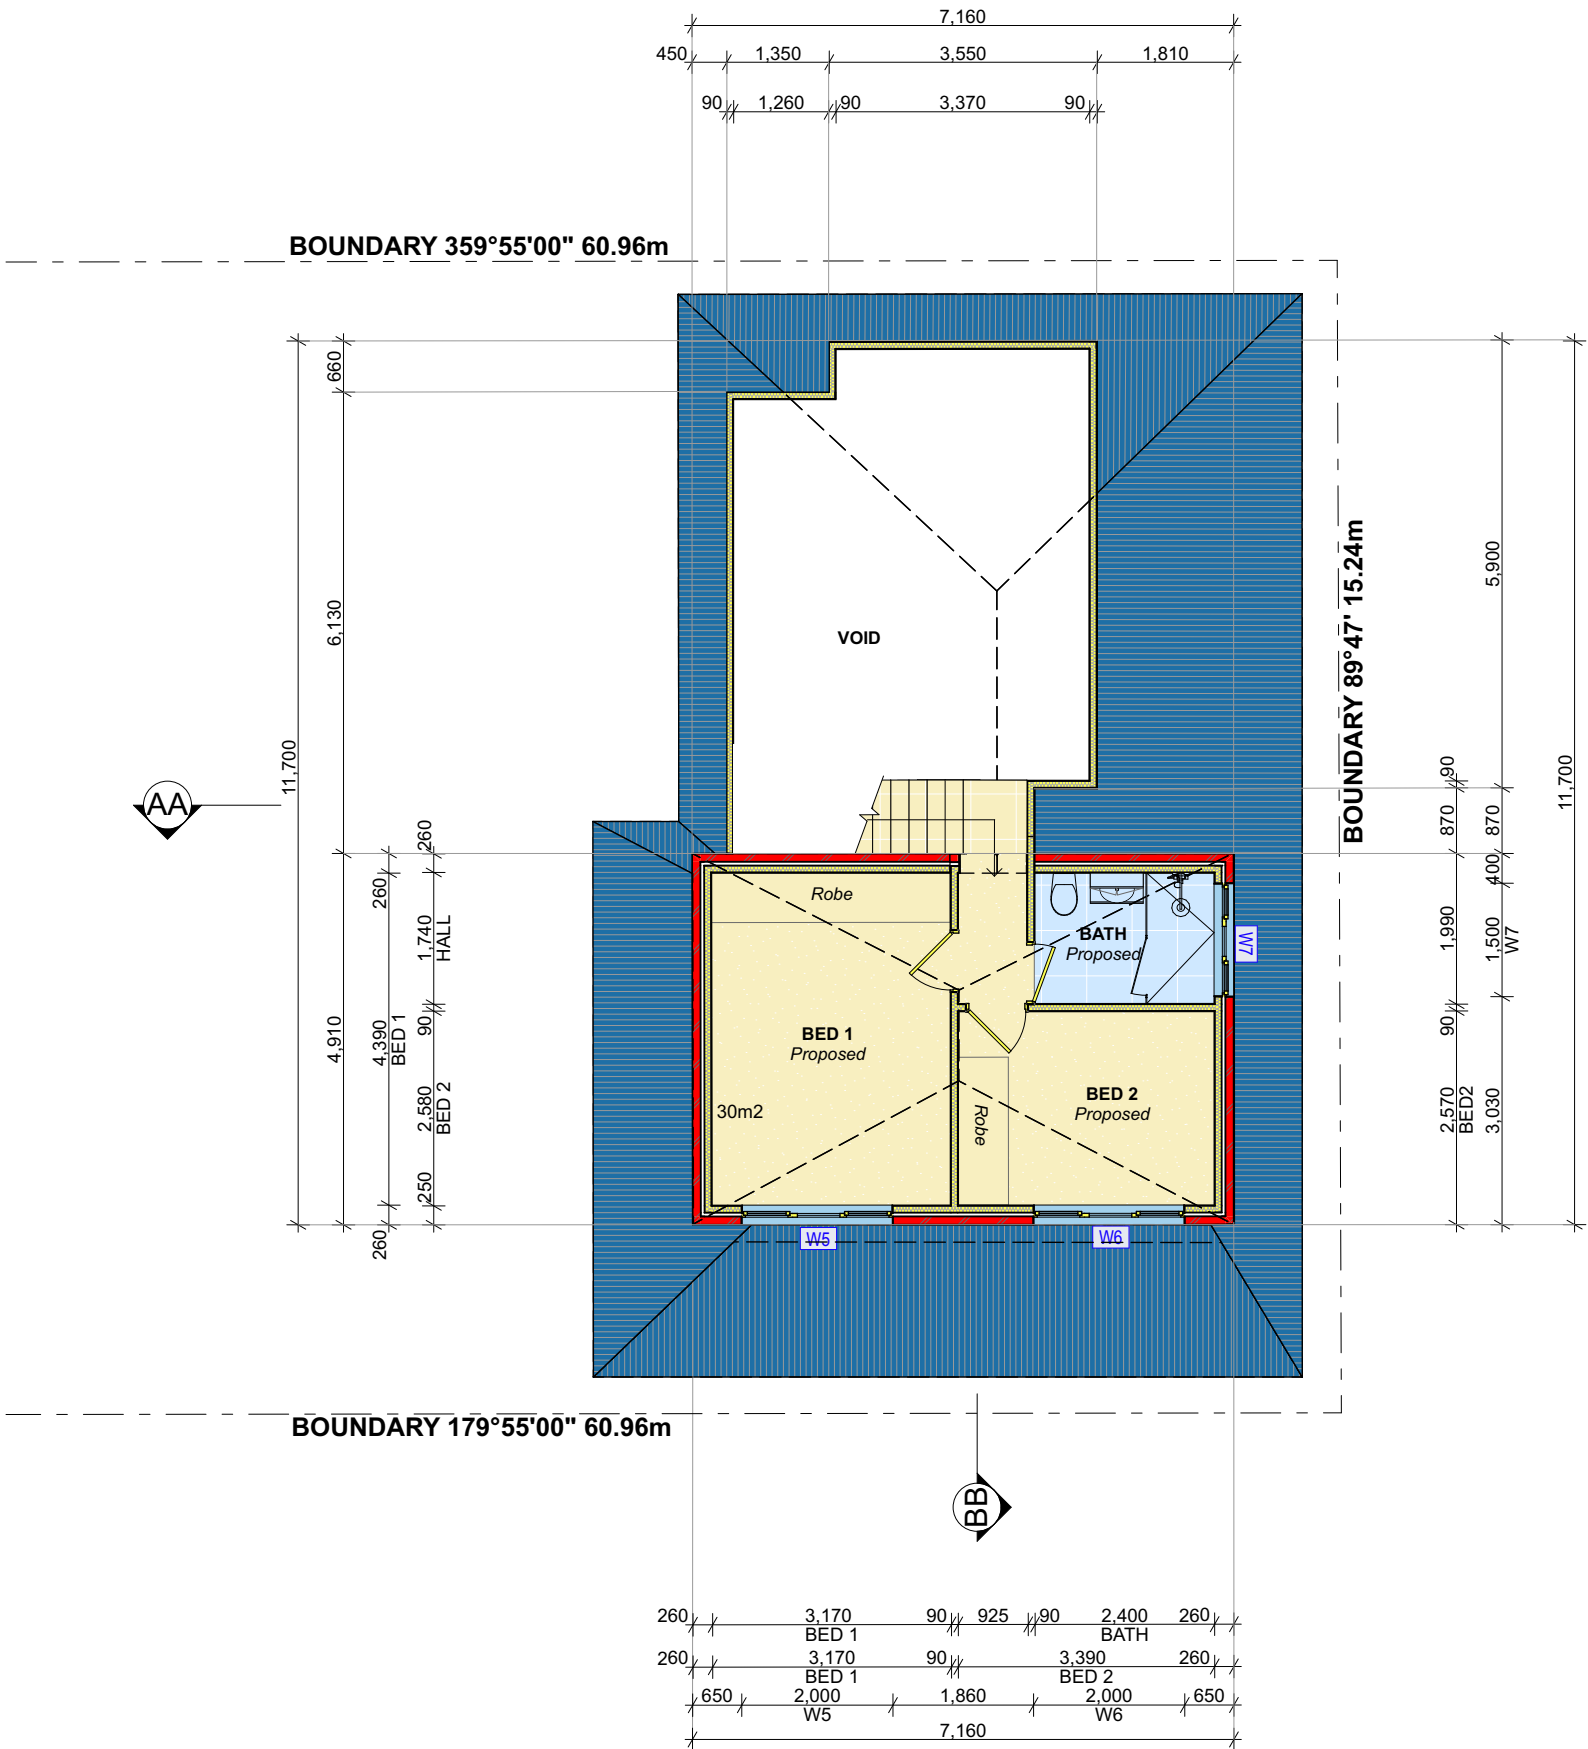 7,160
450 1,350 3,550 1,810
90 1,260 90 3,370 90
BOUNDARY 359°55'00" 60.96m
660
6,130
11,700
4,910
260
260
4,390
BED 1
260
1,740
HALL
90
2,580
BED 2
250
AA
VOID
Robe
BATH
Proposed
BED 1
Proposed
30m2
BED 2
Proposed
Robe
W5
W6
W7
BOUNDARY 89°47' 15.24m
5,900
90
870
870
400
1,990
1,500
W7
90
2,570
BED2
3,030
11,700
BOUNDARY 179°55'00" 60.96m
BB
260 3,170 90 925 90 2,400 260
BED 1 BATH
260 3,170 90 3,390 260
BED 1 BED 2
650 2,000 1,860 2,000 650
W5 W6
7,160